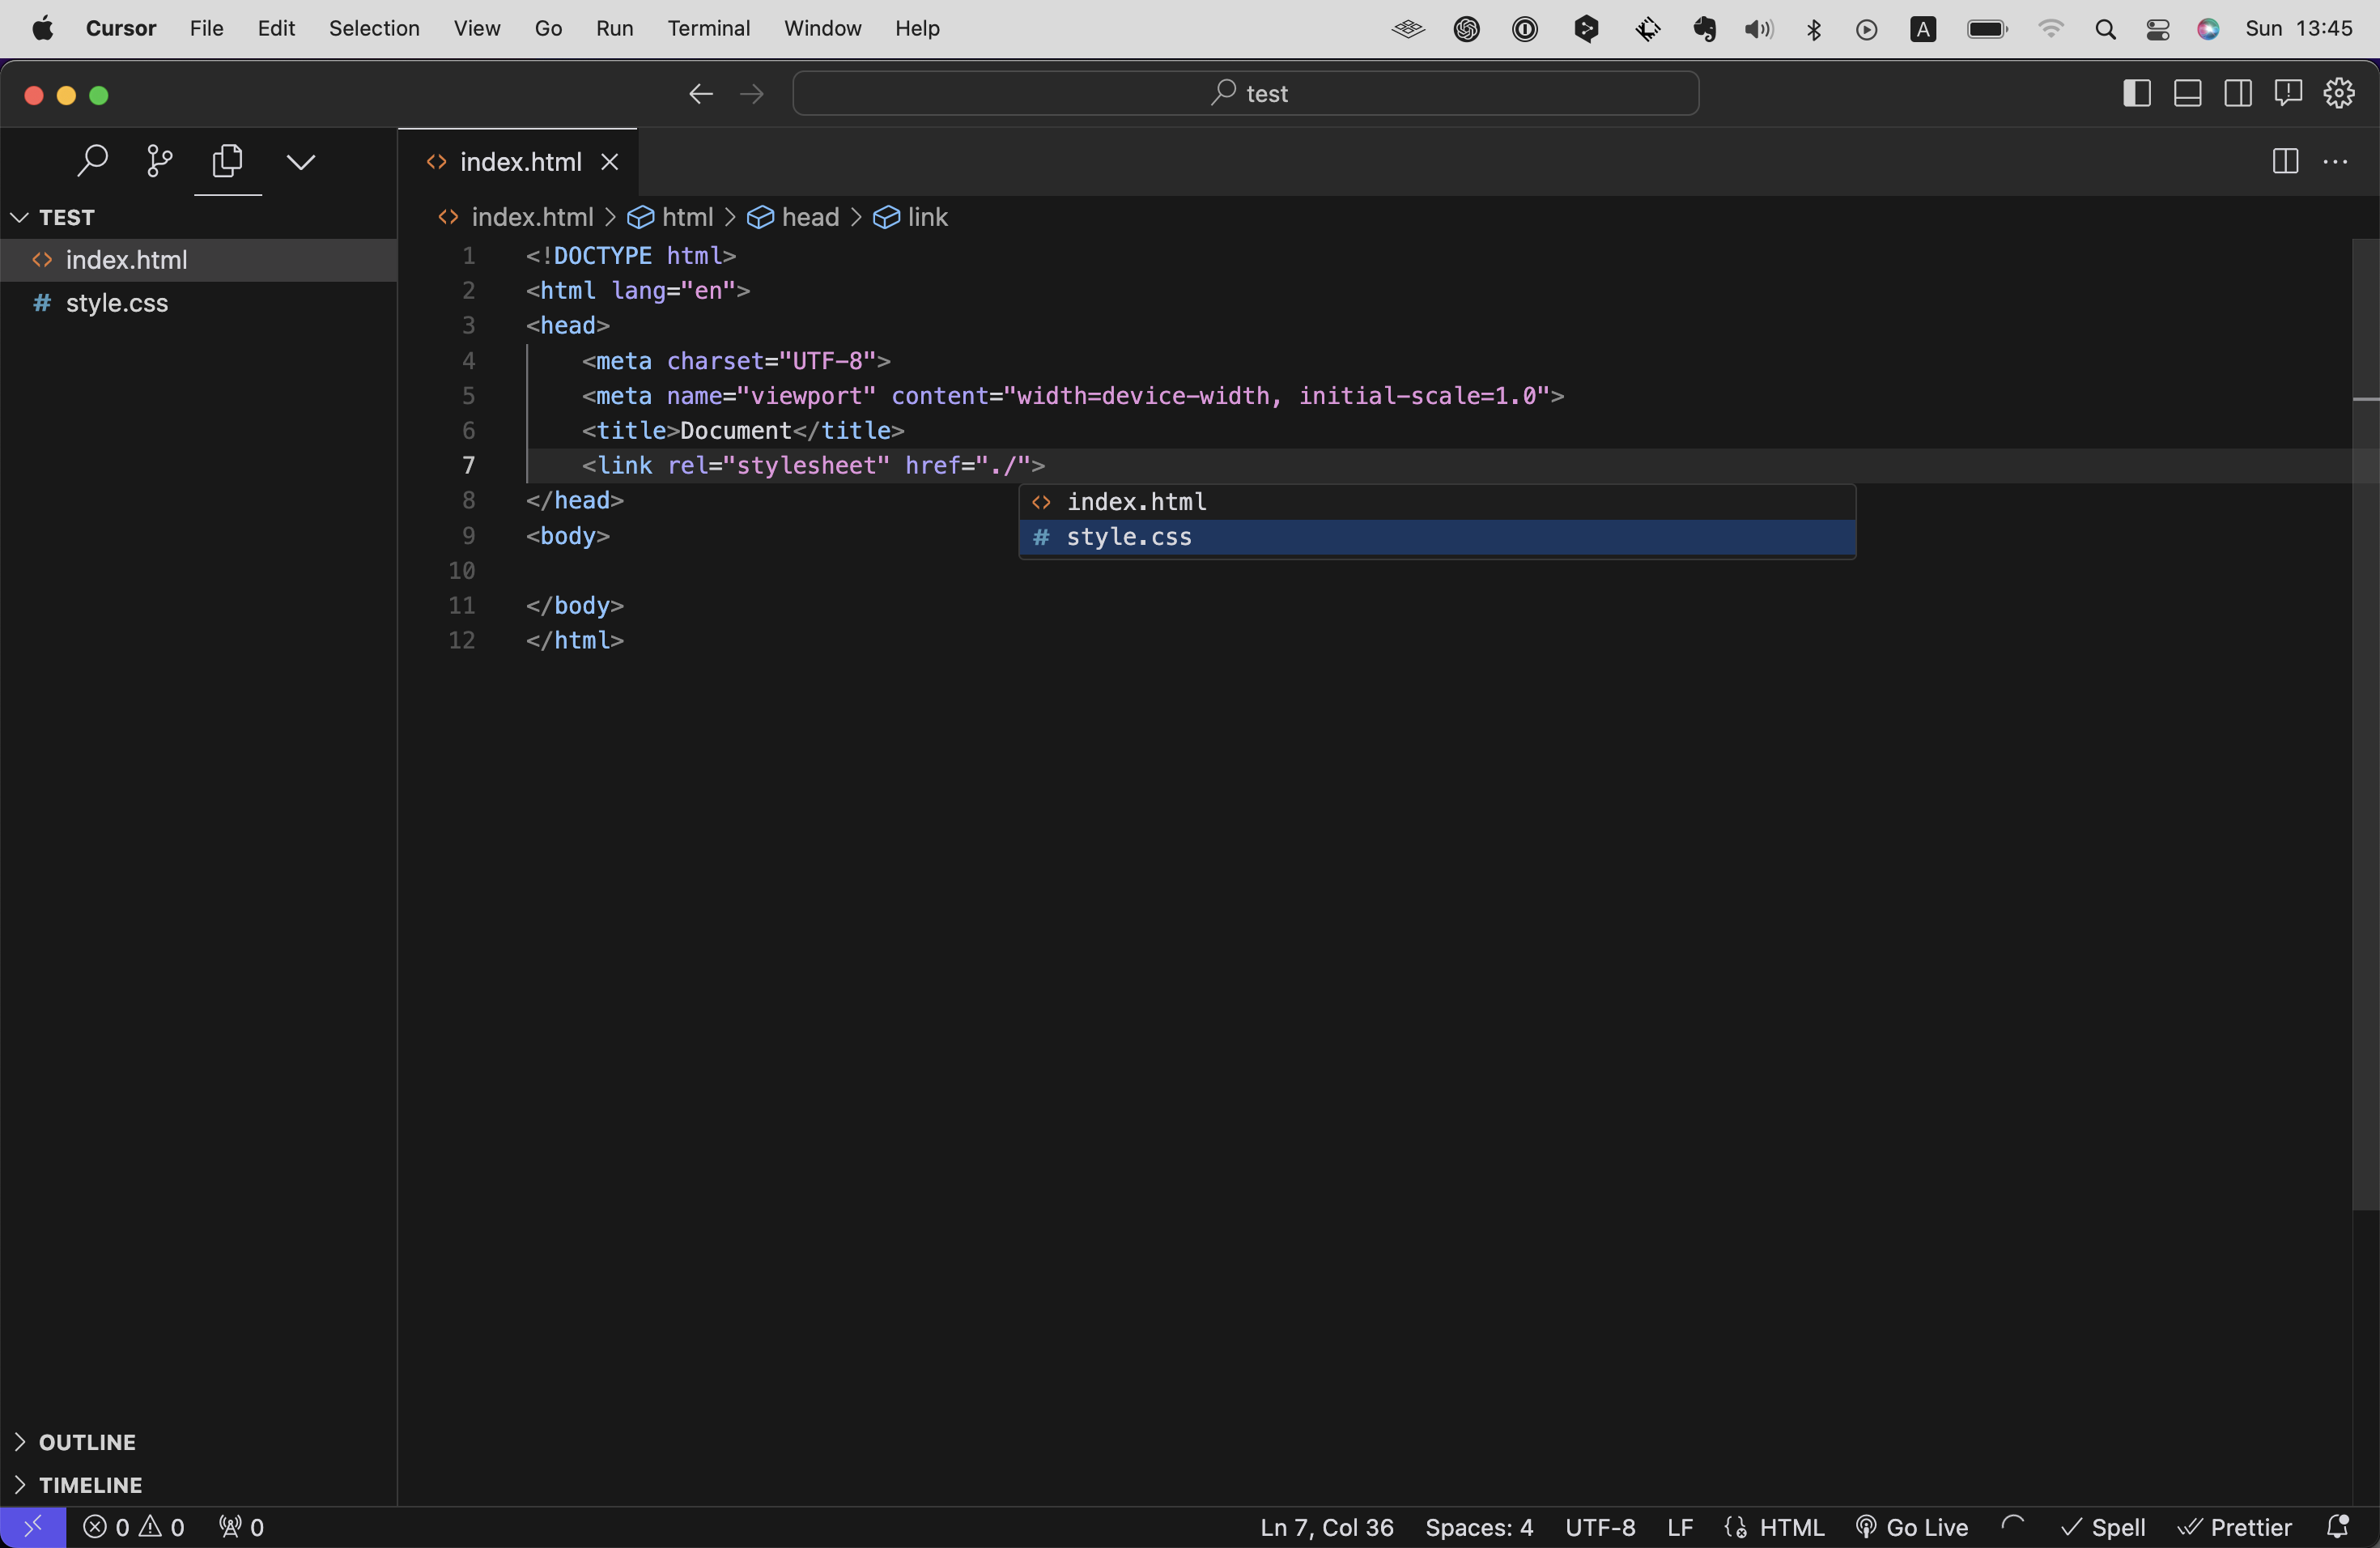 Cursor File Edit Selection View Go Run Terminal Window Help A Sun 13:45
test
index.html
TEST
index.html
style.css
index.html > html > head > link
1 <!DOCTYPE html>
2 <html lang="en">
3 <head>
4 <meta charset="UTF-8">
5 <meta name="viewport" content="width=device-width, initial-scale=1.0">
6 <title>Document</title>
7 <link rel="stylesheet" href="./">
8 </head>
index.html
9 <body>
# style.css
10
11 </body>
12 </html>
OUTLINE
TIMELINE
0 0 0 Ln 7, Col 36 Spaces: 4 UTF-8 LF HTML Go Live Spell Prettier